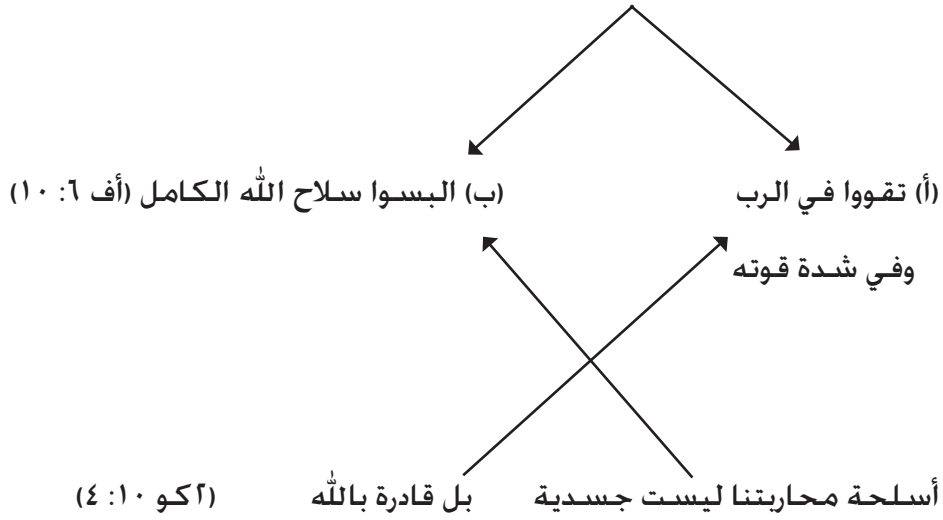 (أ) تقووا في الرب (ب) البسوا سلاح الله الكامل (أف ٦: ١٠)
وفي شدة قوته
أسلحة محاربتنا ليست جسدية بل قادرة بالله (٢كو ١٠: ٤)